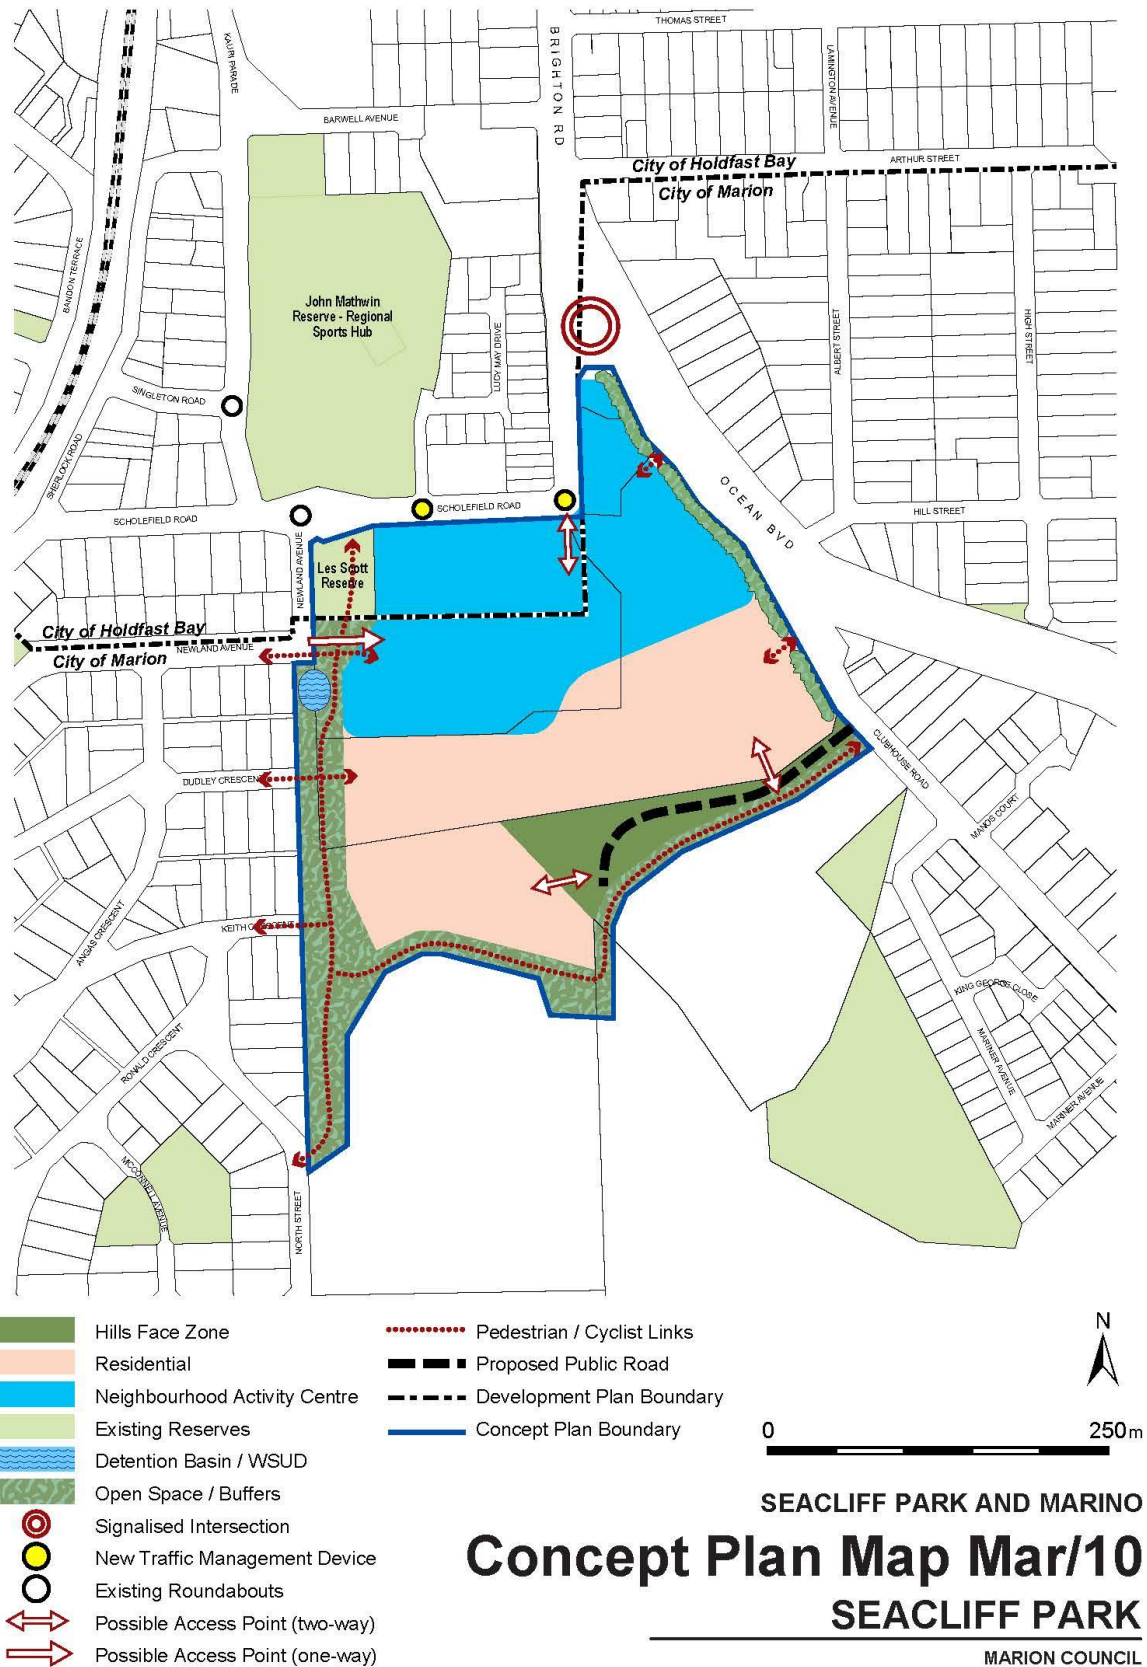 THOMAS STREET
KAURI PARADE
BRIGHTON RD
LAMINGTON AVENUE
BARWELL AVENUE
City of Holdfast Bay
ARTHUR STREET
City of Marion
BANDON TERRACE
John Mathwin
Reserve - Regional
Sports Hub
LUCY MAY DRIVE
ALBERT STREET
HIGH STREET
SINGLETON ROAD
SHERLOCK ROAD
OCEAN BVD
SCHOLEFIELD ROAD
SCHOLEFIELD ROAD
HILL STREET
NEWLAND AVENUE
Les Scott
Reserve
City of Holdfast Bay
NEWLAND AVENUE
City of Marion
CLUBHOUSE ROAD
DUDLEY CRESCENT
MANOS COURT
ANGAS CRESCENT
KEITH CRESCENT
KING GEORGE CLOSE
RONALD CRESCENT
MARINER AVENUE
MARINER AVENUE
MCCONNELL AVENUE
NORTH STREET
Hills Face Zone
Residential
Neighbourhood Activity Centre
Existing Reserves
Detention Basin / WSUD
Open Space / Buffers
Signalised Intersection
New Traffic Management Device
Existing Roundabouts
Possible Access Point (two-way)
Possible Access Point (one-way)
Pedestrian / Cyclist Links
Proposed Public Road
Development Plan Boundary
Concept Plan Boundary
N
0 250m
SEACLIFF PARK AND MARINO
Concept Plan Map Mar/10
SEACLIFF PARK
MARION COUNCIL